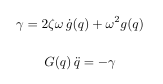 γ = 2ζω ġ(q) + ω² g(q)
G(q) q̈ = −γ